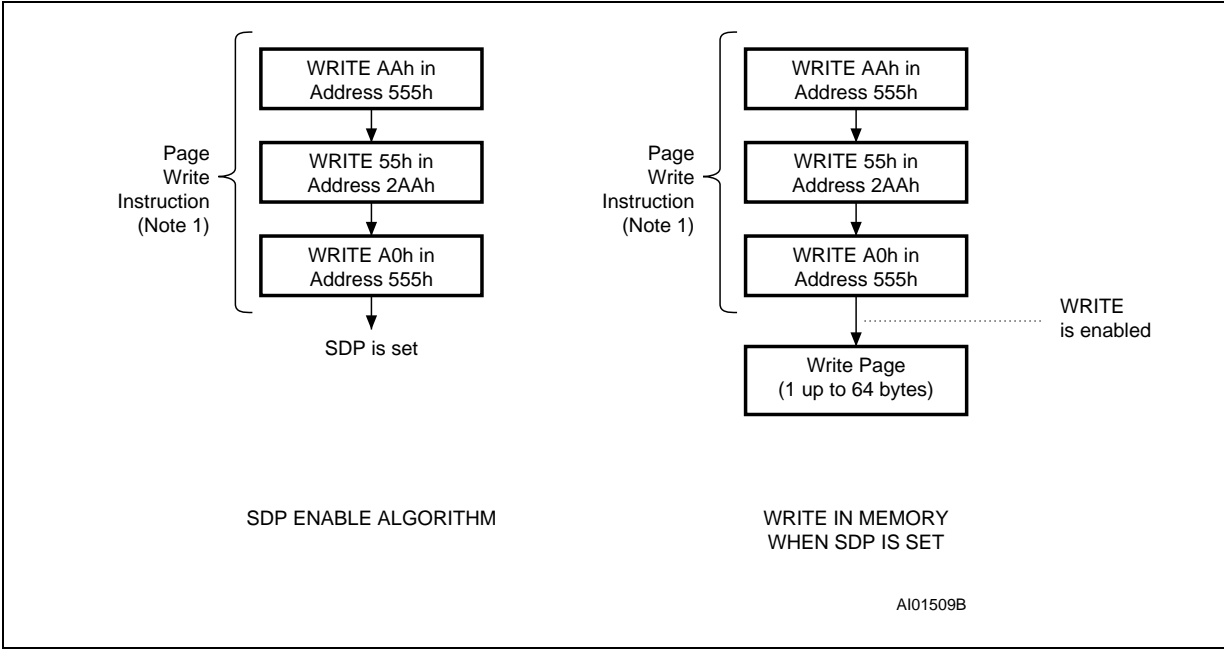 WRITE AAh in
Address 555h
Page
Write
Instruction
(Note 1)
WRITE 55h in
Address 2AAh
WRITE A0h in
Address 555h
SDP is set
SDP ENABLE ALGORITHM
WRITE AAh in
Address 555h
Page
Write
Instruction
(Note 1)
WRITE 55h in
Address 2AAh
WRITE A0h in
Address 555h
WRITE
is enabled
Write Page
(1 up to 64 bytes)
WRITE IN MEMORY
WHEN SDP IS SET
AI01509B